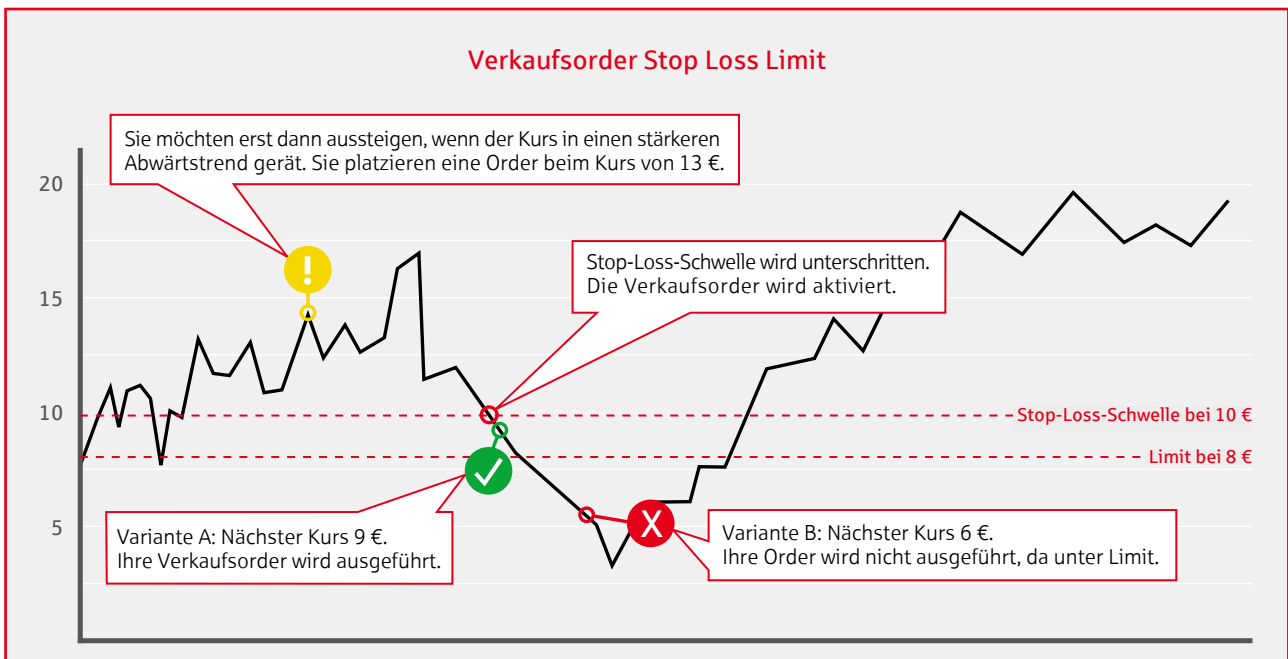 Verkaufsorder Stop Loss Limit
Sie möchten erst dann aussteigen, wenn der Kurs in einen stärkeren
Abwärtstrend gerät. Sie platzieren eine Order beim Kurs von 13 €.
20
!
Stop-Loss-Schwelle wird unterschritten.
Die Verkaufsorder wird aktiviert.
15
10
Stop-Loss-Schwelle bei 10 €
Limit bei 8 €
5
Variante A: Nächster Kurs 9 €.
Ihre Verkaufsorder wird ausgeführt.
X
Variante B: Nächster Kurs 6 €.
Ihre Order wird nicht ausgeführt, da unter Limit.